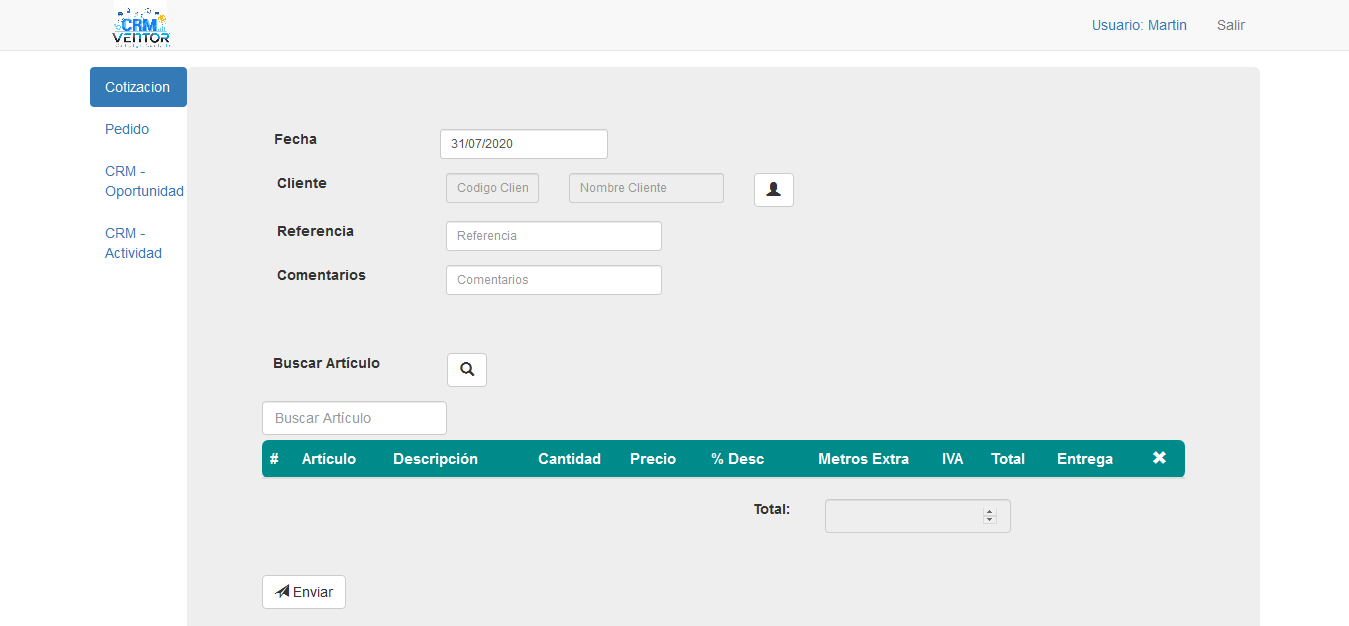 CRM
VENTOR
Usuario: Martin
Salir
Cotizacion
Pedido
CRM -
Oportunidad
CRM -
Actividad
Fecha
31/07/2020
Cliente
Codigo Clien
Nombre Cliente
Referencia
Referencia
Comentarios
Comentarios
Buscar Artículo
Buscar Artículo
# Artículo Descripción Cantidad Precio % Desc Metros Extra IVA Total Entrega
Total:
Enviar